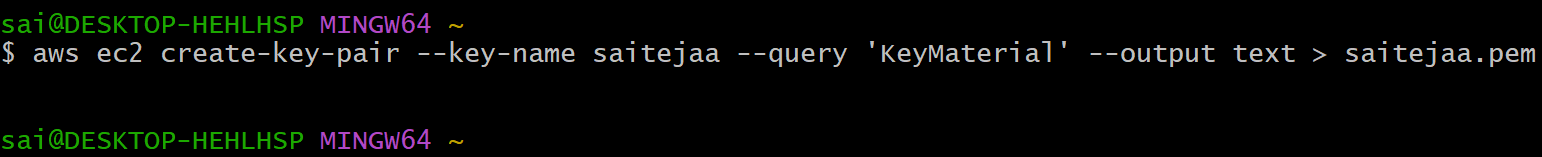 sai@DESKTOP-HEHLHSP MINGW64 ~
$ aws ec2 create-key-pair --key-name saitejaa --query 'KeyMaterial' --output text > saitejaa.pem
sai@DESKTOP-HEHLHSP MINGW64 ~